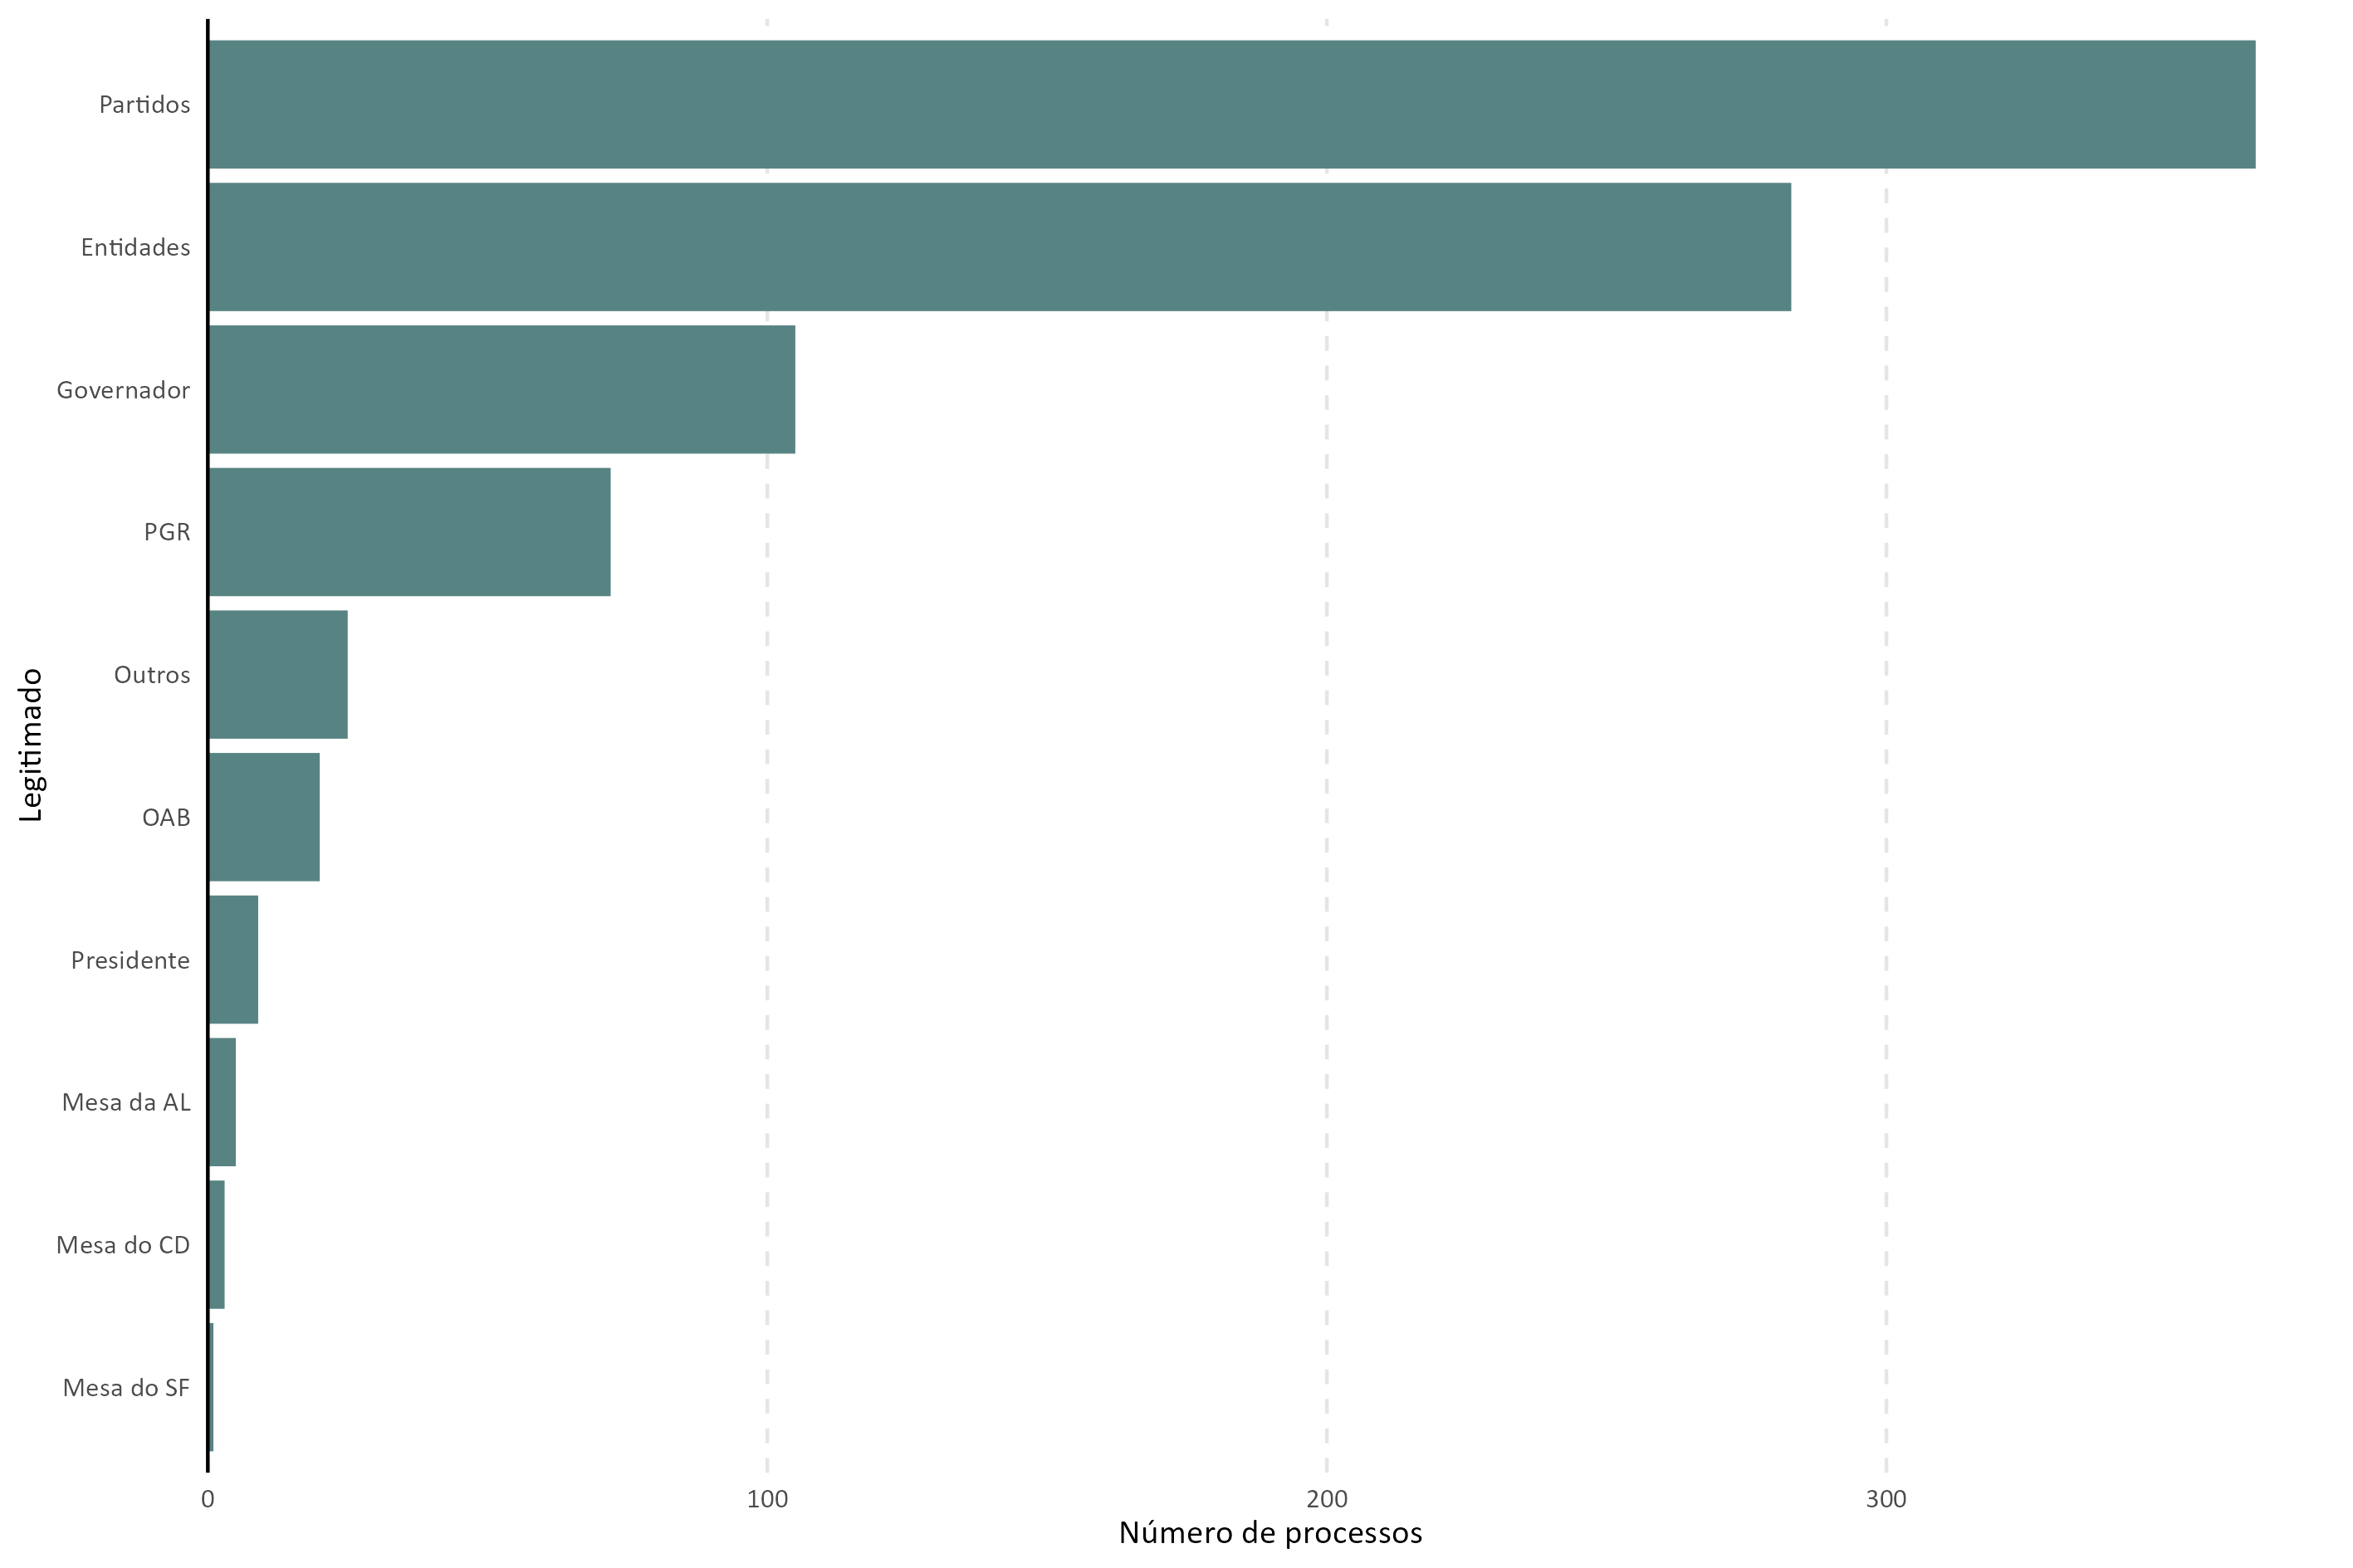 Partidos
Entidades
Governador
PGR
Outros
OAB
Presidente
Mesa da AL
Mesa do CD
Mesa do SF
Legitimado
0
100
200
300
Número de processos